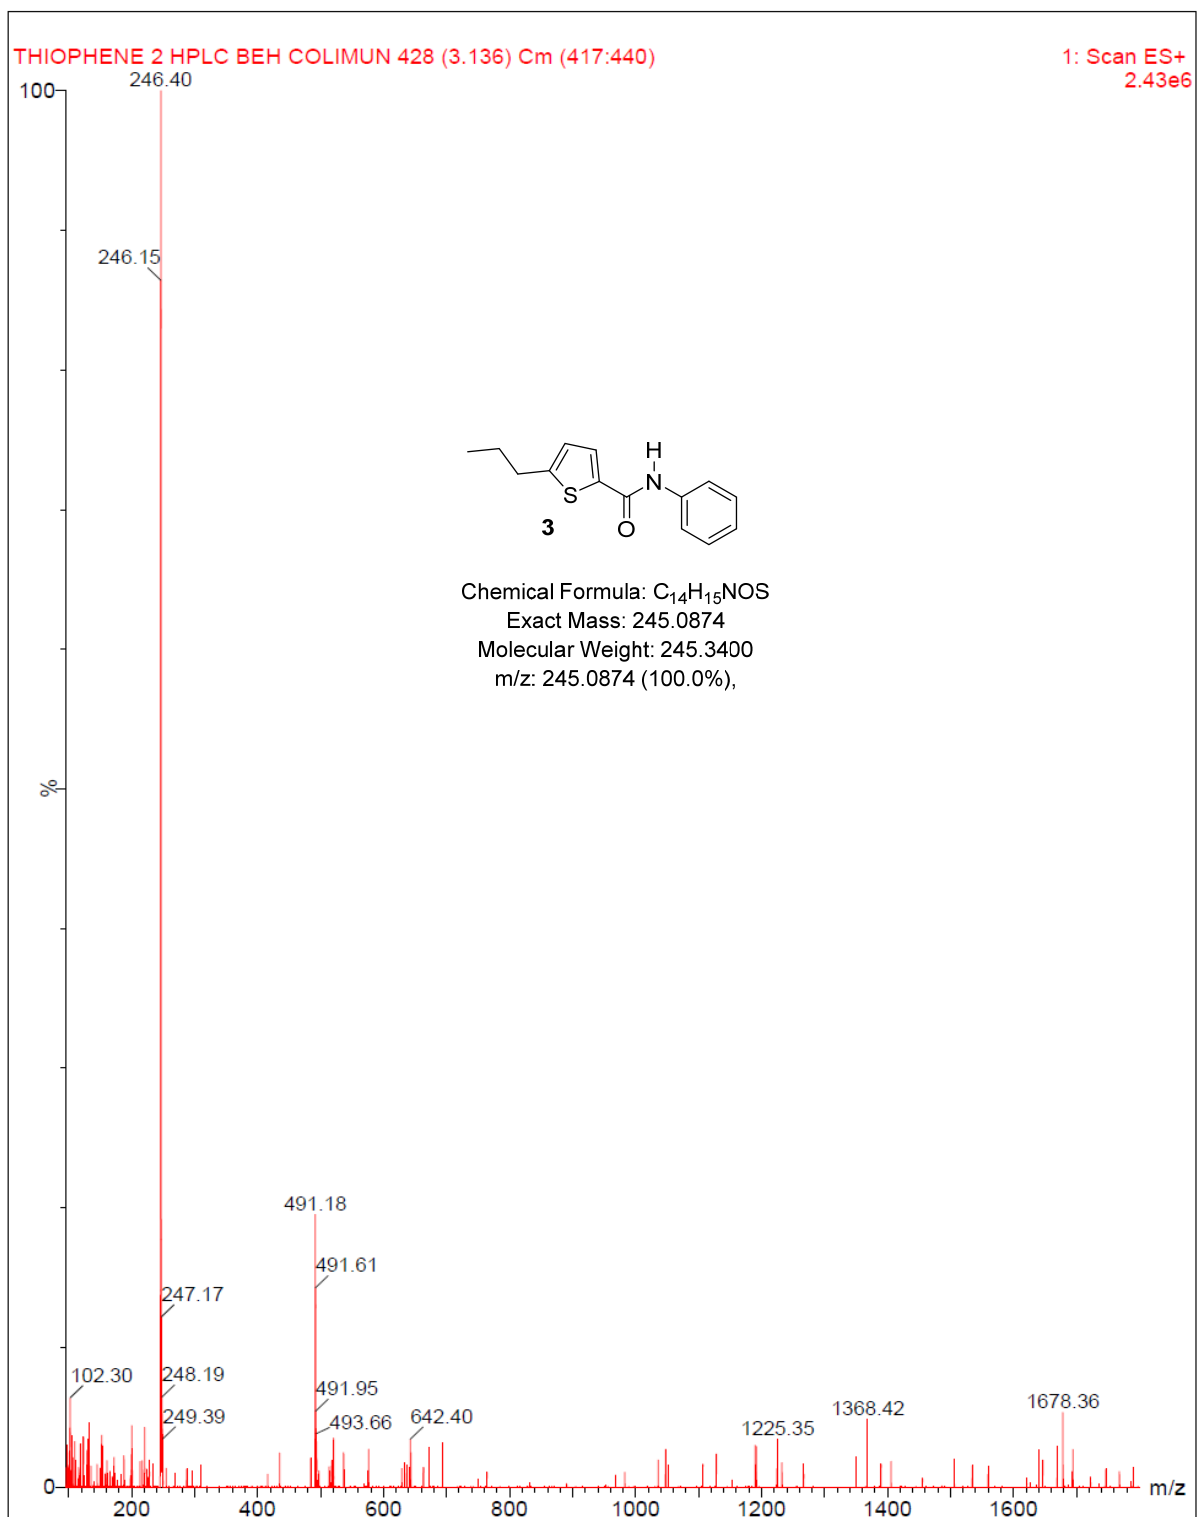 THIOPHENE 2 HPLC BEH COLIMUN 428 (3.136) Cm (417:440)
1: Scan ES+
2.43e6
100
246.40
246.15
H
N
S
O
3
Chemical Formula: C₁₄H₁₅NOS
Exact Mass: 245.0874
Molecular Weight: 245.3400
m/z: 245.0874 (100.0%),
%
491.18
491.61
247.17
102.30
248.19
491.95
249.39
493.66
642.40
1225.35
1368.42
1678.36
0
m/z
200 400 600 800 1000 1200 1400 1600